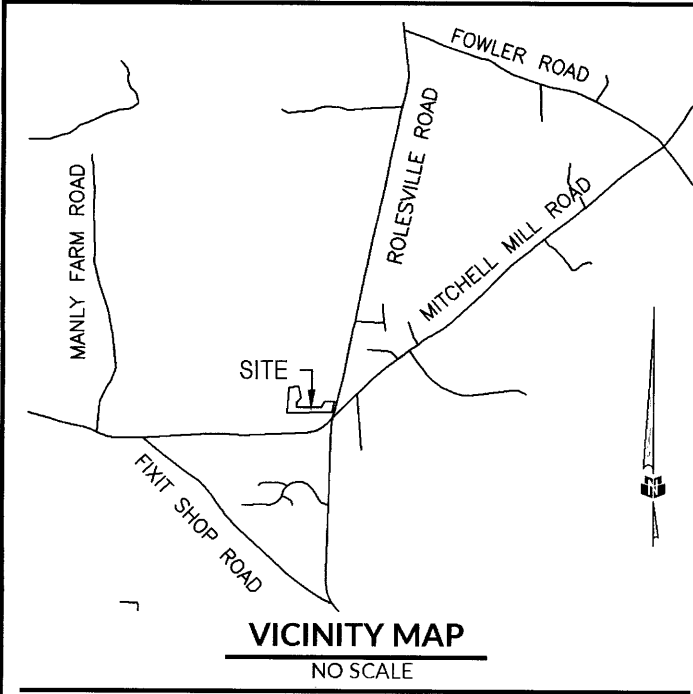 FOWLER ROAD
ROLESVILLE ROAD
MANLY FARM ROAD
MITCHELL MILL ROAD
SITE
FIXIT SHOP ROAD
N
VICINITY MAP
NO SCALE